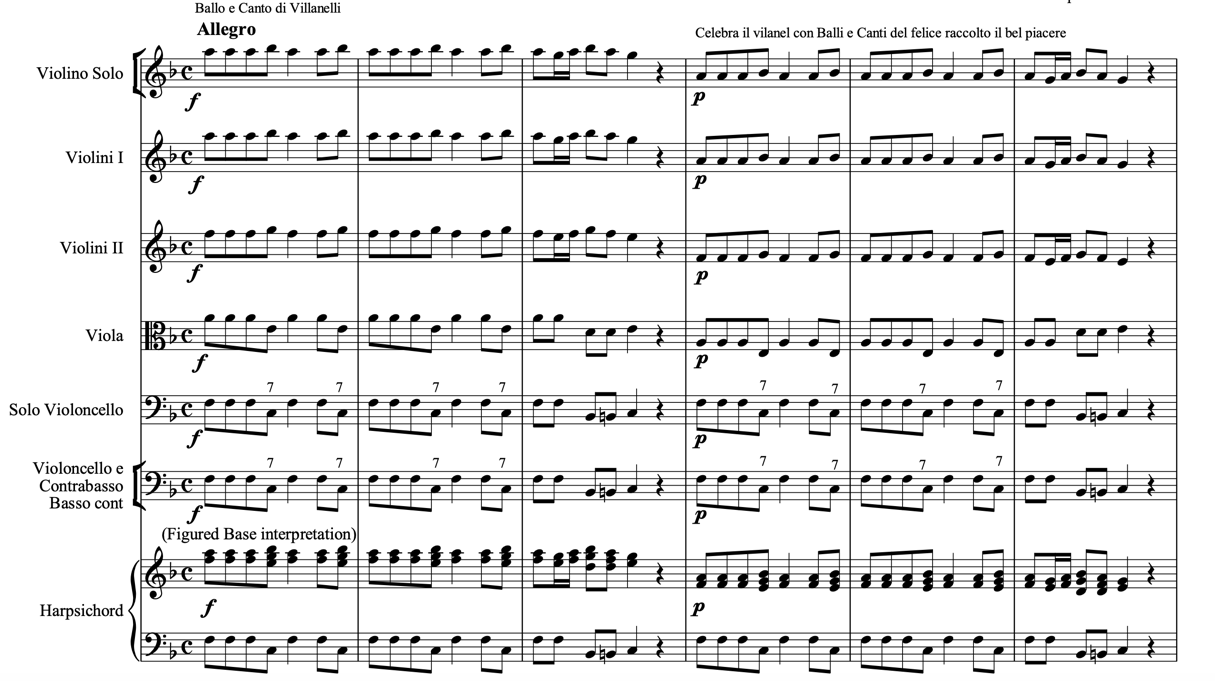 Ballo e Canto di Villanelli
Allegro
Celebra il vilanel con Balli e Canti del felice raccolto il bel piacere
Violino Solo
f
p
Violini I
f
p
Violini II
f
p
Viola
f
p
7 7 7 7 7 7 7 7
Solo Violoncello
f
p
7 7 7 7 7 7 7 7
Violoncello e
Contrabasso
Basso cont
f
p
(Figured Base interpretation)
Harpsichord
f
p